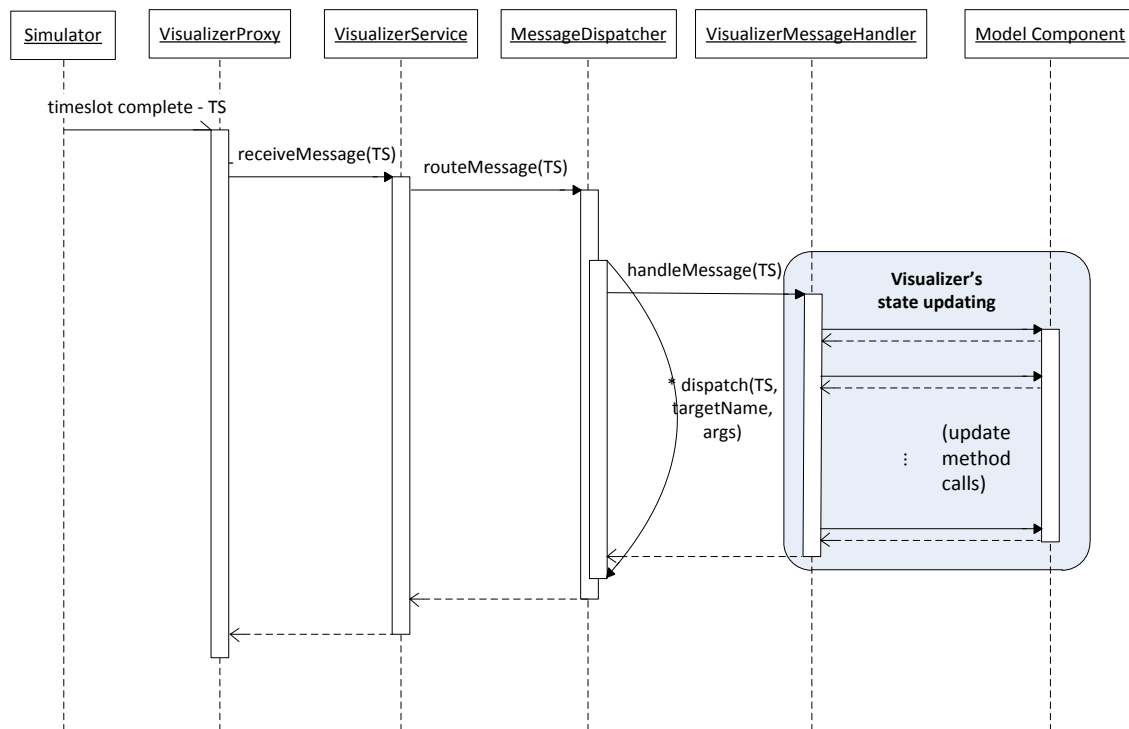 Simulator
VisualizerProxy
VisualizerService
MessageDispatcher
VisualizerMessageHandler
Model Component
timeslot complete - TS
receiveMessage(TS)
routeMessage(TS)
handleMessage(TS)
Visualizer’s
state updating
* dispatch(TS,
targetName,
args)
⋮
(update
method
calls)